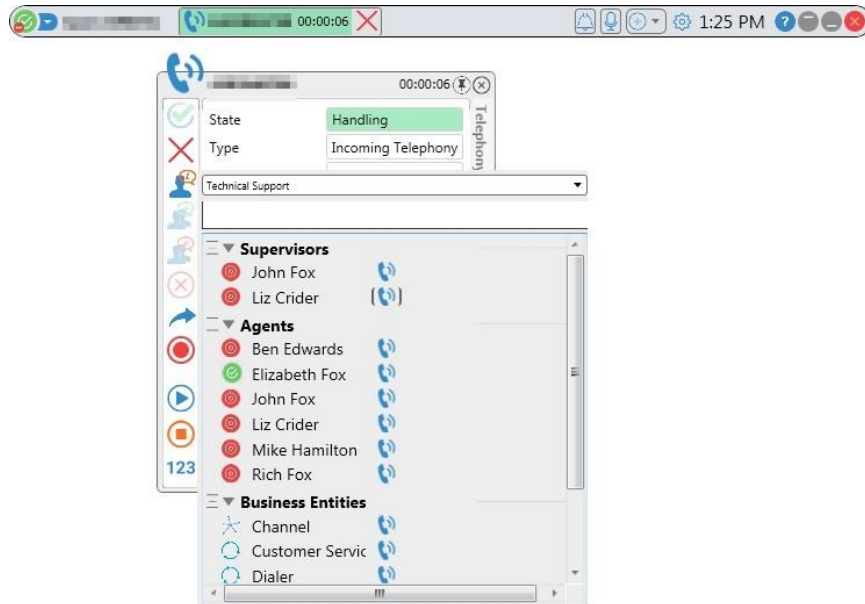 00:00:06
1:25 PM
?
00:00:06
State Handling
Type Incoming Telephony
Telephony
Technical Support
Supervisors
John Fox
Liz Crider
Agents
Ben Edwards
Elizabeth Fox
John Fox
Liz Crider
Mike Hamilton
Rich Fox
123
Business Entities
Channel
Customer Servic
Dialer